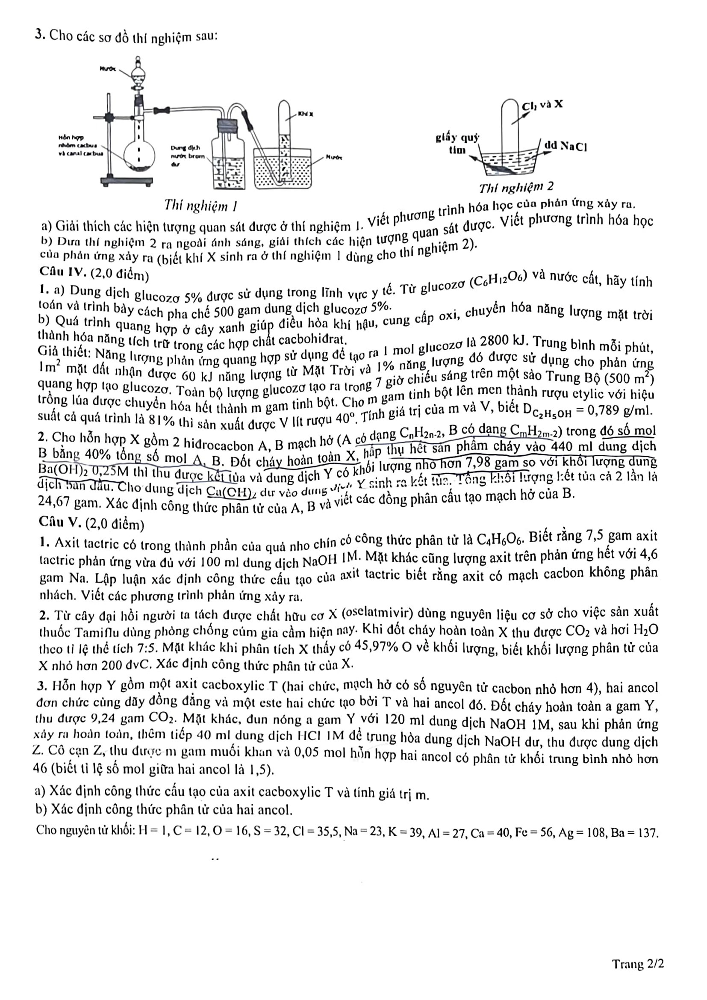 3. Cho các sơ đồ thí nghiệm sau:
Nước
Khí X
Hỗn hợp
nhôm cacbua
và canxi cacbua
Dung dịch
nước brom
dư
Nước
Cl₂ và X
giấy quỳ
tím
dd NaCl
Thí nghiệm 1
Thí nghiệm 2
a) Giải thích các hiện tượng quan sát được ở thí nghiệm 1. Viết phương trình hóa học của phản ứng xảy ra.
b) Đưa thí nghiệm 2 ra ngoài ánh sáng, giải thích các hiện tượng quan sát được. Viết phương trình hóa học
của phản ứng xảy ra (biết khí X sinh ra ở thí nghiệm 1 dùng cho thí nghiệm 2).
Câu IV. (2,0 điểm)
1. a) Dung dịch glucozơ 5% được sử dụng trong lĩnh vực y tế. Từ glucozơ (C₆H₁₂O₆) và nước cất, hãy tính
toán và trình bày cách pha chế 500 gam dung dịch glucozơ 5%.
b) Quá trình quang hợp ở cây xanh giúp điều hòa khí hậu, cung cấp oxi, chuyển hóa năng lượng mặt trời
thành hóa năng tích trữ trong các hợp chất cacbohiđrat.
Giả thiết: Năng lượng phản ứng quang hợp sử dụng để tạo ra 1 mol glucozơ là 2800 kJ. Trung bình mỗi phút,
1m² mặt đất nhận được 60 kJ năng lượng từ Mặt Trời và 1% năng lượng đó được sử dụng cho phản ứng
quang hợp tạo glucozơ. Toàn bộ lượng glucozơ tạo ra trong 7 giờ chiếu sáng trên một sào Trung Bộ (500 m²)
trồng lúa được chuyển hóa hết thành m gam tinh bột. Cho m gam tinh bột lên men thành rượu etylic với hiệu
suất cả quá trình là 81% thì sản xuất được V lít rượu 40°. Tính giá trị của m và V, biết D_C₂H₅OH = 0,789 g/ml.
2. Cho hỗn hợp X gồm 2 hiđrocacbon A, B mạch hở (A có dạng CₙH₂ₙ₋₂, B có dạng CₘH₂ₘ₋₂) trong đó số mol
B bằng 40% tổng số mol A, B. Đốt cháy hoàn toàn X, hấp thụ hết sản phẩm cháy vào 440 ml dung dịch
Ba(OH)₂ 0,25M thì thu được kết tủa và dung dịch Y có khối lượng nhỏ hơn 7,98 gam so với khối lượng dung
dịch ban đầu. Cho dung dịch Ca(OH)₂ dư vào dung dịch Y sinh ra kết tủa. Tổng khối lượng kết tủa cả 2 lần là
24,67 gam. Xác định công thức phân tử của A, B và viết các đồng phân cấu tạo mạch hở của B.
Câu V. (2,0 điểm)
1. Axit tactric có trong thành phần của quả nho chín có công thức phân tử là C₄H₆O₆. Biết rằng 7,5 gam axit
tactric phản ứng vừa đủ với 100 ml dung dịch NaOH 1M. Mặt khác cũng lượng axit trên phản ứng hết với 4,6
gam Na. Lập luận xác định công thức cấu tạo của axit tactric biết rằng axit có mạch cacbon không phân
nhách. Viết các phương trình phản ứng xảy ra.
2. Từ cây đại hồi người ta tách được chất hữu cơ X (oselatmivir) dùng nguyên liệu cơ sở cho việc sản xuất
thuốc Tamiflu dùng phòng chống cúm gia cầm hiện nay. Khi đốt cháy hoàn toàn X thu được CO₂ và hơi H₂O
theo tỉ lệ thể tích 7:5. Mặt khác khi phân tích X thấy có 45,97% O về khối lượng, biết khối lượng phân tử của
X nhỏ hơn 200 đvC. Xác định công thức phân tử của X.
3. Hỗn hợp Y gồm một axit cacboxylic T (hai chức, mạch hở có số nguyên tử cacbon nhỏ hơn 4), hai ancol
đơn chức cùng dãy đồng đẳng và một este hai chức tạo bởi T và hai ancol đó. Đốt cháy hoàn toàn a gam Y,
thu được 9,24 gam CO₂. Mặt khác, đun nóng a gam Y với 120 ml dung dịch NaOH 1M, sau khi phản ứng
xảy ra hoàn toàn, thêm tiếp 40 ml dung dịch HCl 1M để trung hòa dung dịch NaOH dư, thu được dung dịch
Z. Cô cạn Z, thu được m gam muối khan và 0,05 mol hỗn hợp hai ancol có phân tử khối trung bình nhỏ hơn
46 (biết tỉ lệ số mol giữa hai ancol là 1,5).
a) Xác định công thức cấu tạo của axit cacboxylic T và tính giá trị m.
b) Xác định công thức phân tử của hai ancol.
Cho nguyên tử khối: H = 1, C = 12, O = 16, S = 32, Cl = 35,5, Na = 23, K = 39, Al = 27, Ca = 40, Fe = 56, Ag = 108, Ba = 137.
Trang 2/2